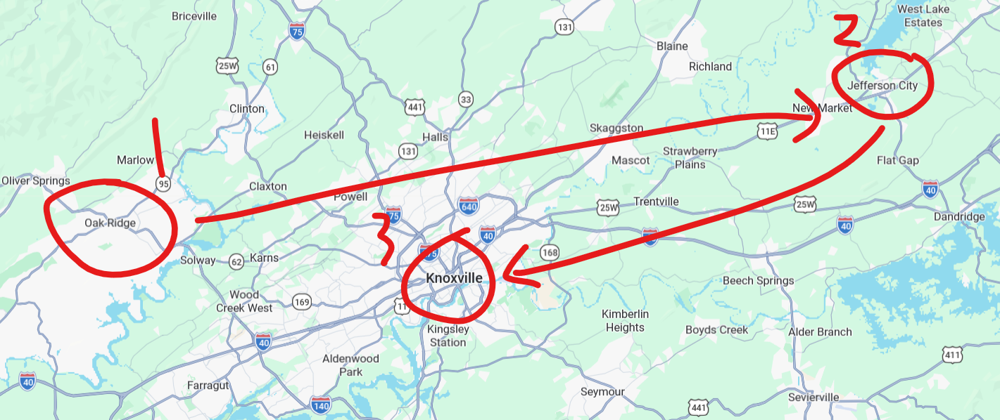 Briceville
West Lake
Estates
2
75
131
Blaine
25W
61
Richland
Jefferson City
33
441
Clinton
New Market
1
Skaggston
11E
Heiskell
Halls
131
Strawberry
Plains
Marlow
Mascot
Flat Gap
Oliver Springs
95
Claxton
40
Powell
Trentville
25W
640
75
3
Dandridge
Oak Ridge
40
40
75
168
Solway
62
Karns
Knoxville
Beech Springs
Wood
Creek West
169
11
Kimberlin
Heights
Kingsley
Station
Boyds Creek
Alder Branch
40
Aldenwood
Park
411
40
Farragut
Seymour
Sevierville
140
441